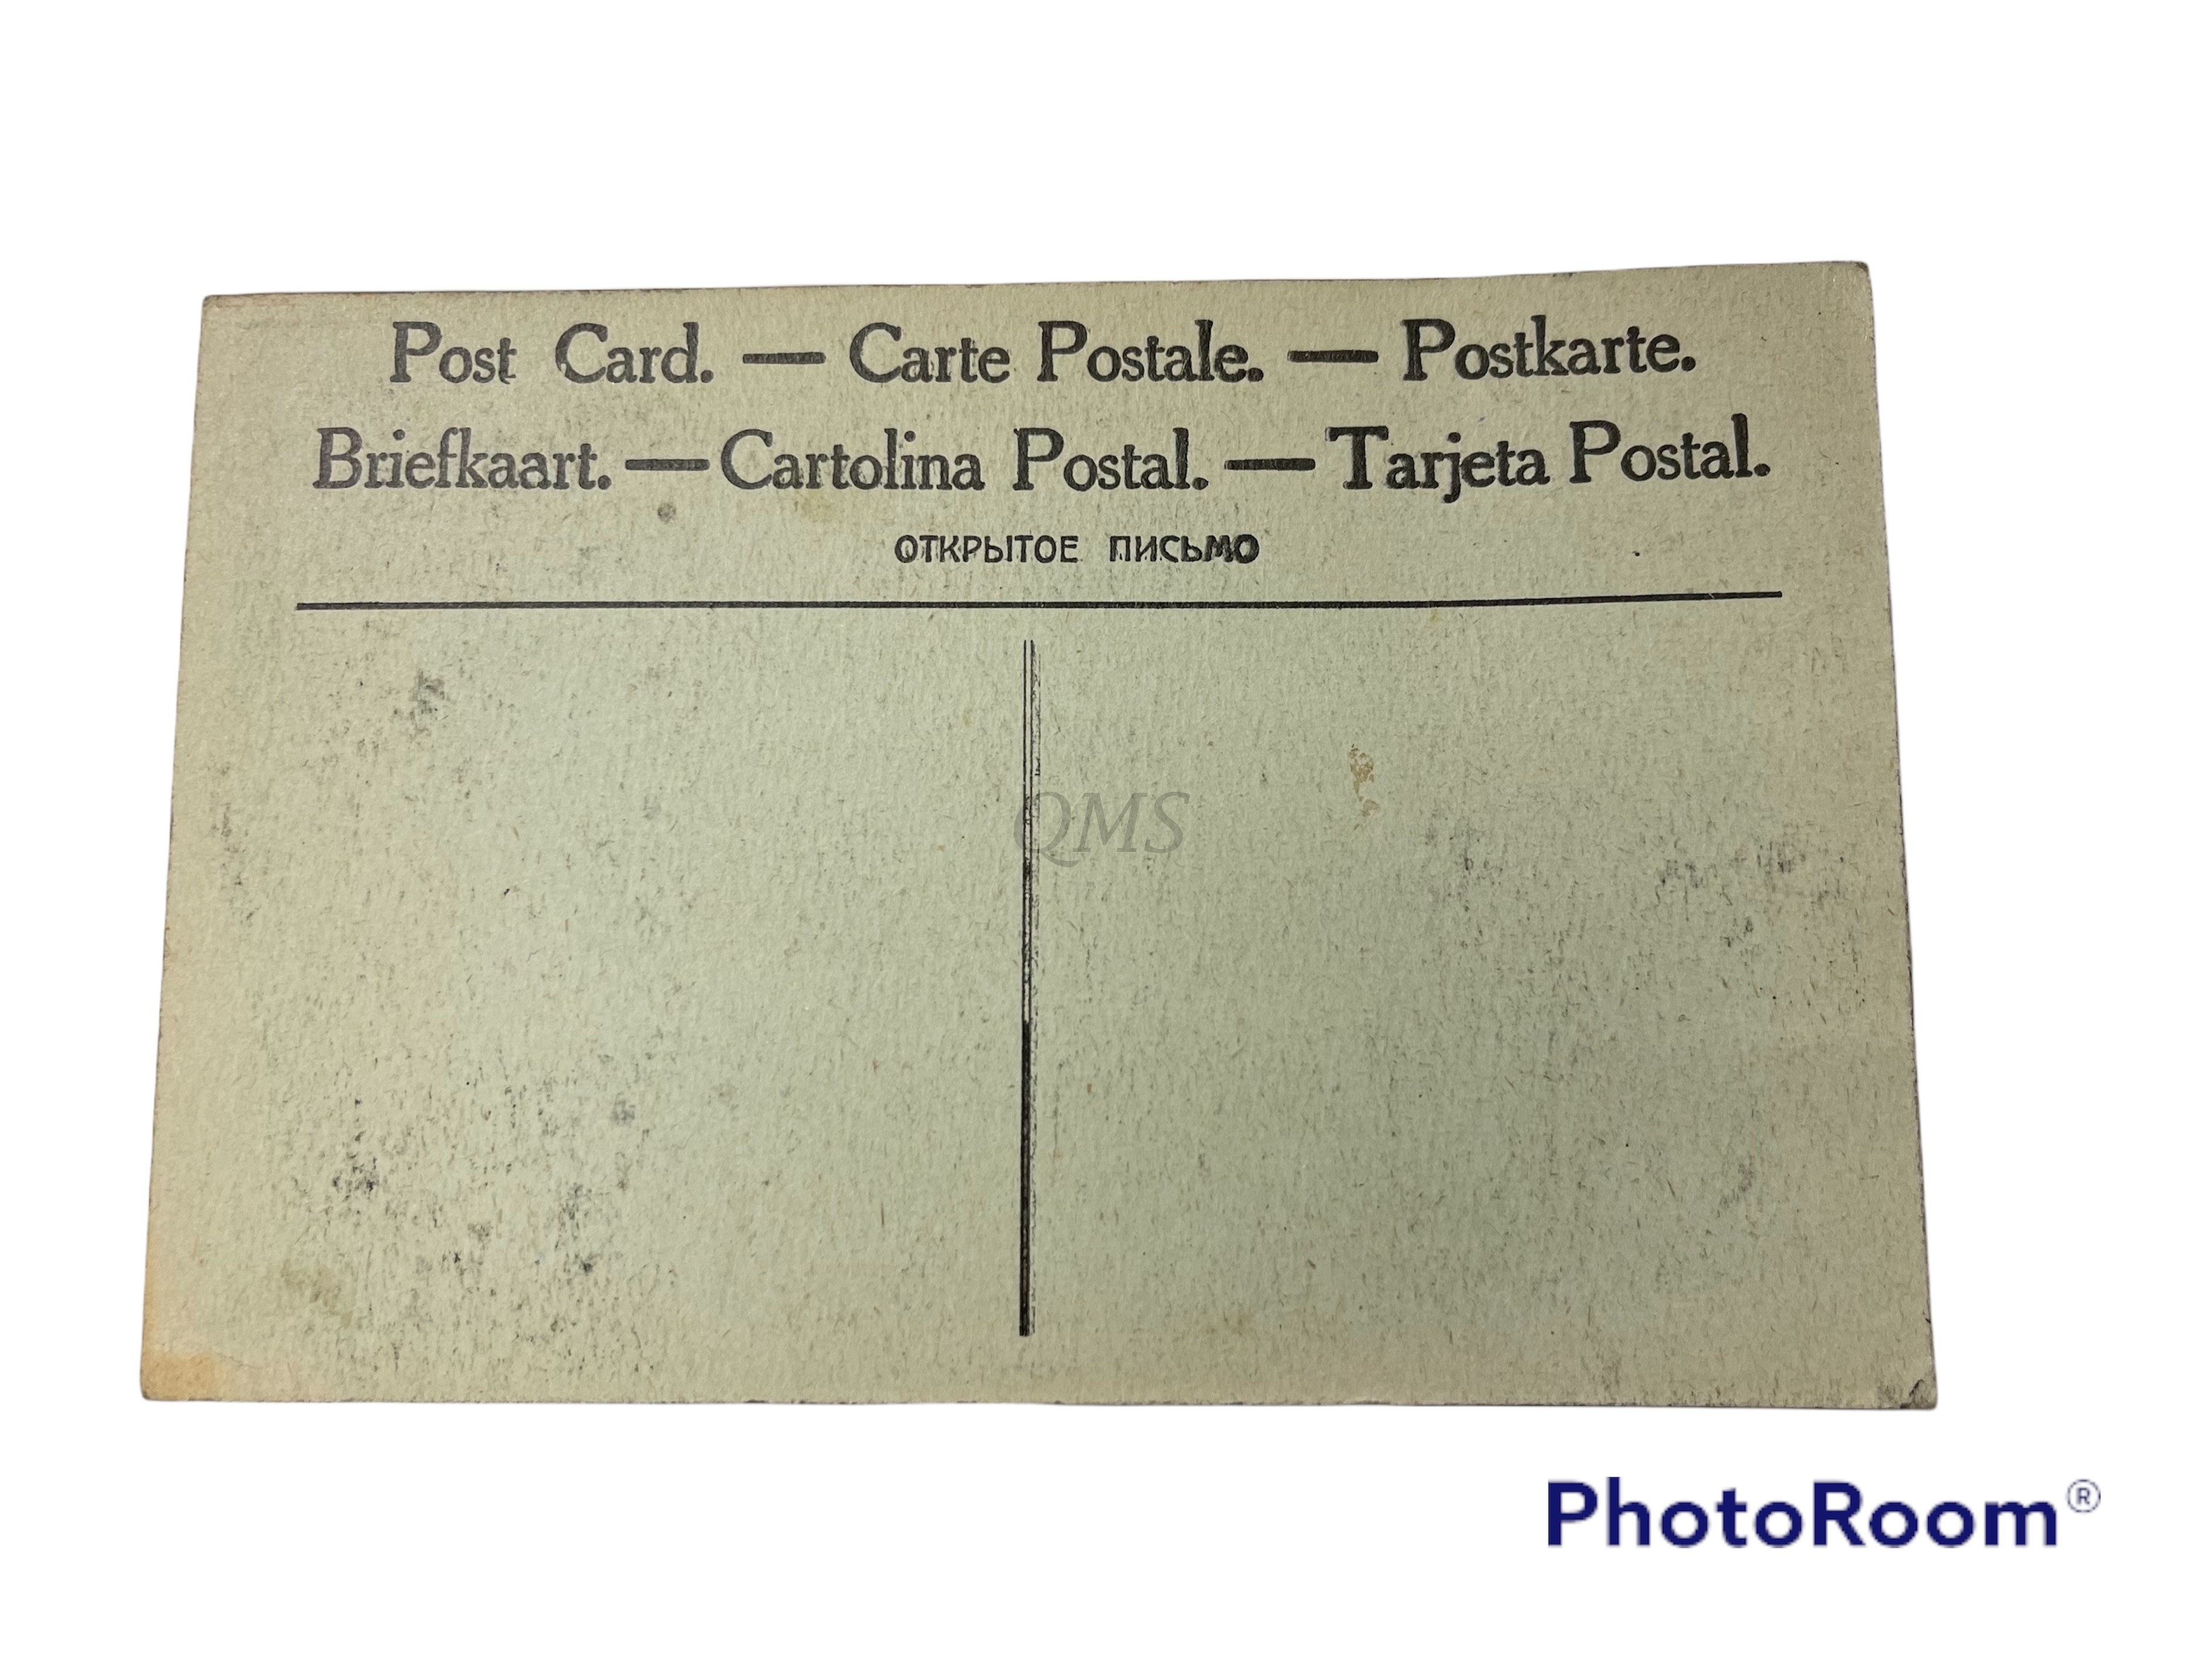 Post Card. — Carte Postale. — Postkarte.
Briefkaart. — Cartolina Postal. — Tarjeta Postal.
ОТКРЫТОЕ ПИСЬМО
QMS
PhotoRoom®